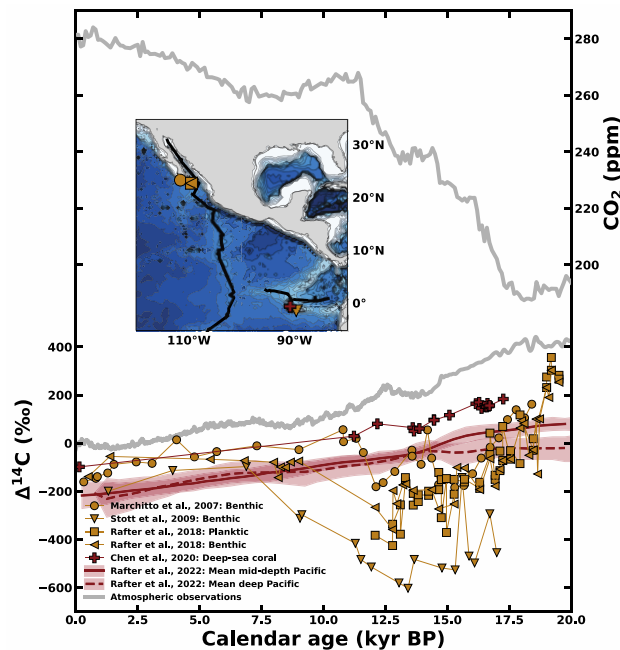 280
260
240
220
200
CO₂ (ppm)
30°N
20°N
10°N
0°
110°W
90°W
400
200
0
−200
−400
−600
Δ¹⁴C (‰)
Marchitto et al., 2007: Benthic
Stott et al., 2009: Benthic
Rafter et al., 2018: Planktic
Rafter et al., 2018: Benthic
Chen et al., 2020: Deep-sea coral
Rafter et al., 2022: Mean mid-depth Pacific
Rafter et al., 2022: Mean deep Pacific
Atmospheric observations
0.0
2.5
5.0
7.5
10.0
12.5
15.0
17.5
20.0
Calendar age (kyr BP)